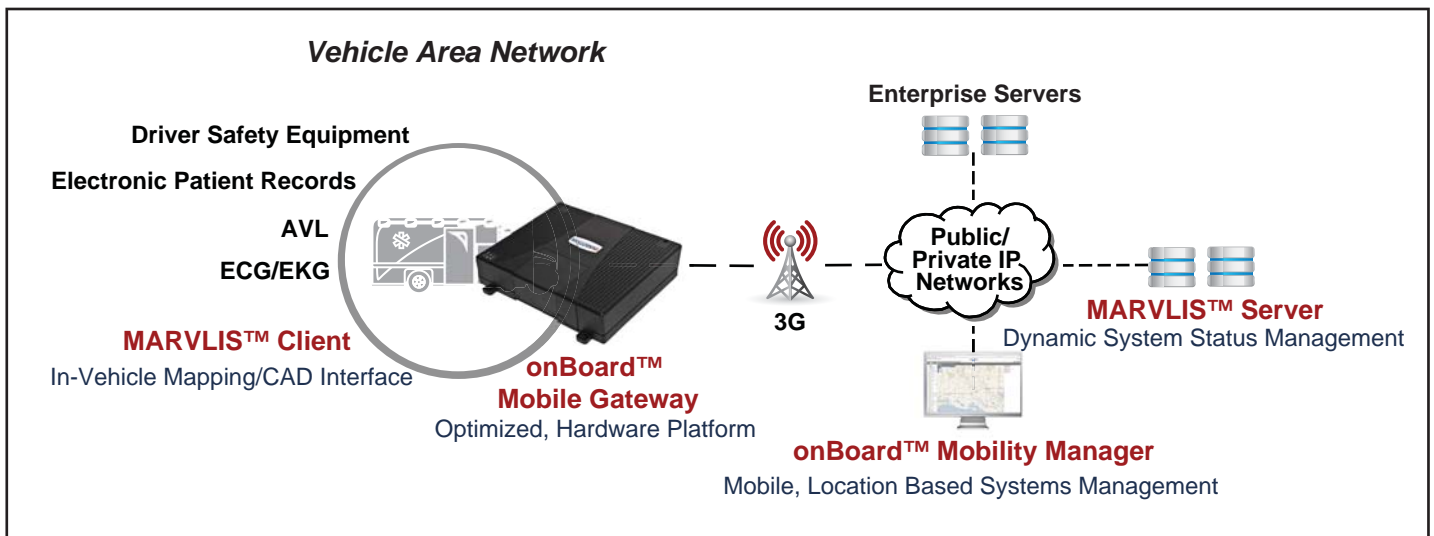 Vehicle Area Network
Driver Safety Equipment
Electronic Patient Records
AVL
ECG/EKG
MARVLIS™ Client
In-Vehicle Mapping/CAD Interface
onBoard™
Mobile Gateway
Optimized, Hardware Platform
3G
Enterprise Servers
Public/
Private IP
Networks
MARVLIS™ Server
Dynamic System Status Management
onBoard™ Mobility Manager
Mobile, Location Based Systems Management